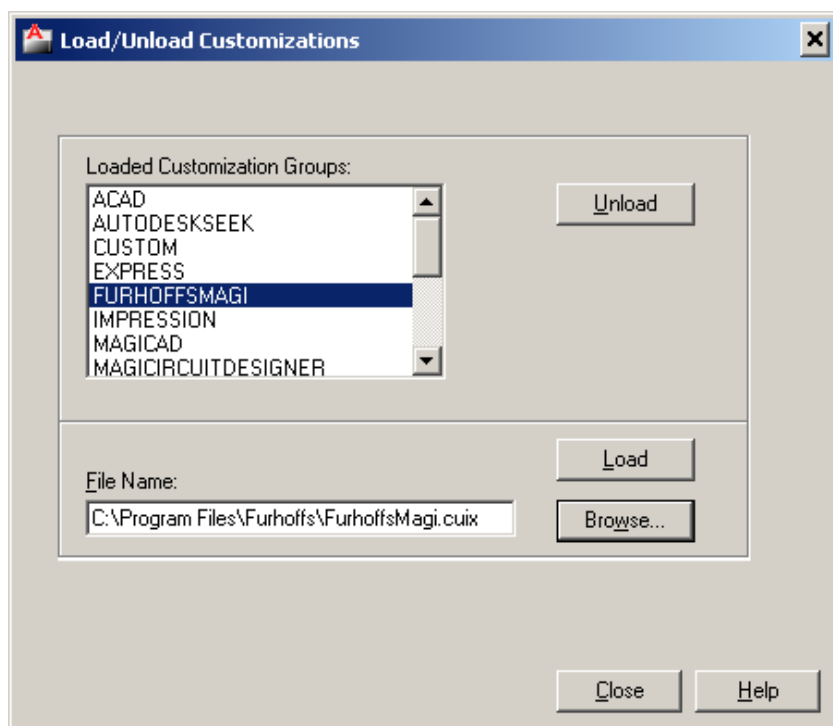 Load/Unload Customizations
Loaded Customization Groups:
ACAD
AUTODESKSEEK
CUSTOM
EXPRESS
FURHOFFSMAGI
IMPRESSION
MAGICAD
MAGICIRCUITDESIGNER
Unload
Load
File Name:
C:\Program Files\Furhoffs\FurhoffsMagi.cuix
Browse...
Close
Help